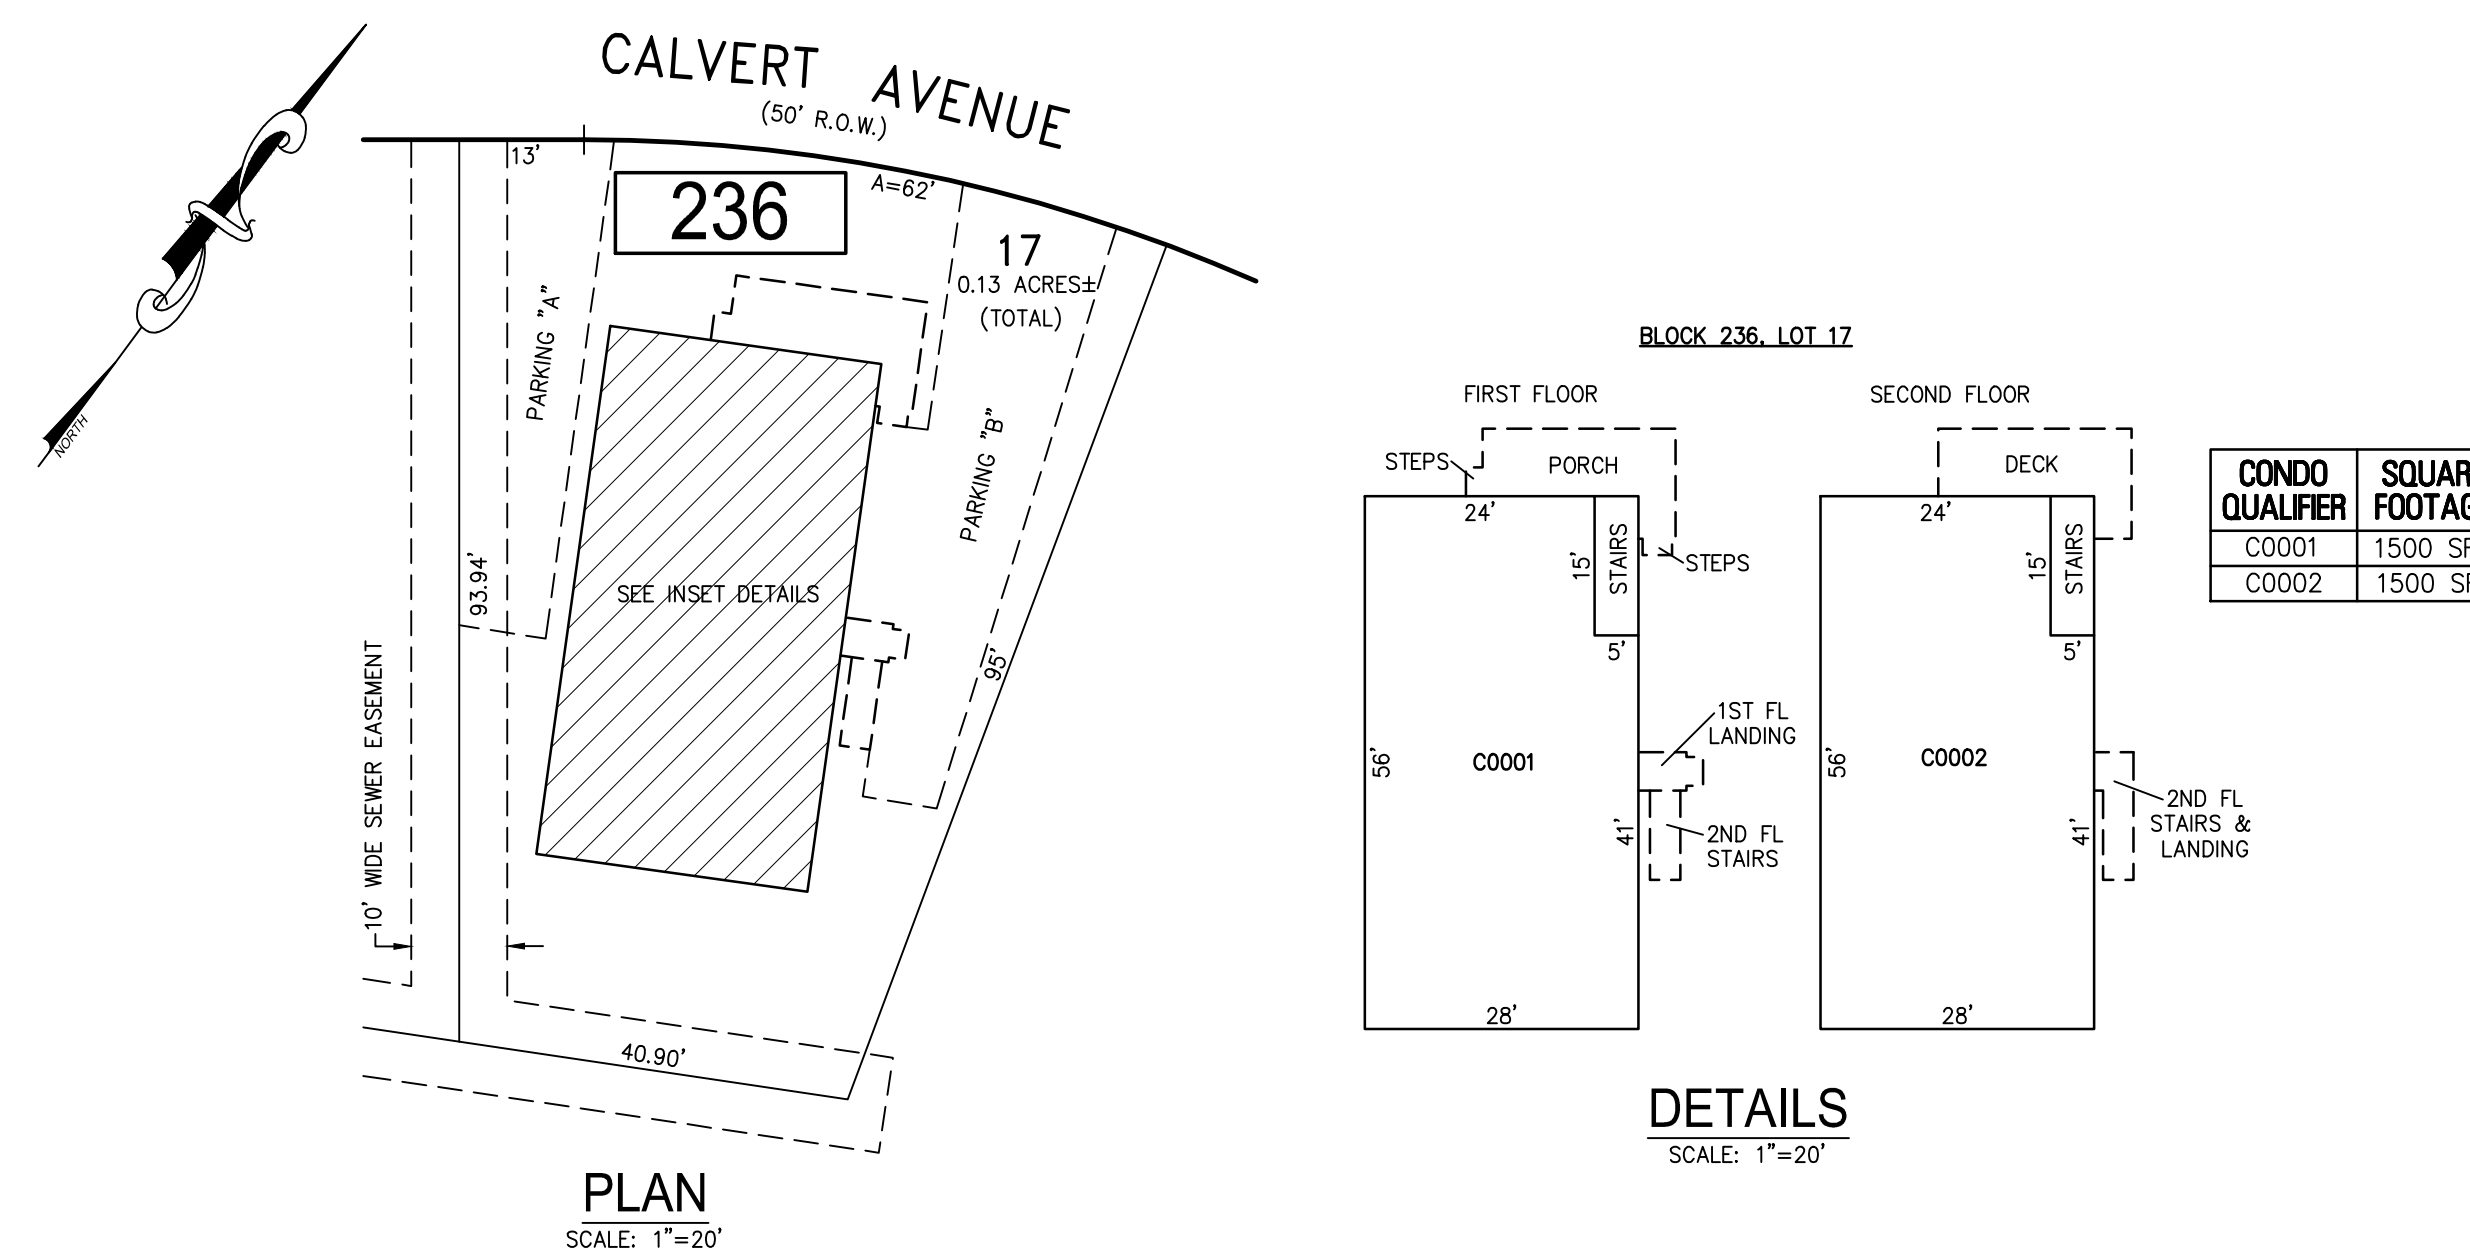 CALVERT AVENUE
(50' R.O.W.)
13'
A=62'
236
17
0.13 ACRES±
(TOTAL)
NORTH
PARKING "A"
PARKING "B"
93.94'
SEE INSET DETAILS
95'
10' WIDE SEWER EASEMENT
40.90'
PLAN
SCALE: 1"=20'
BLOCK 236, LOT 17
FIRST FLOOR
STEPS
PORCH
24'
15'
STAIRS
STEPS
5'
1ST FL
LANDING
56'
C0001
41'
2ND FL
STAIRS
28'
SECOND FLOOR
DECK
24'
15'
STAIRS
5'
56'
C0002
41'
2ND FL
STAIRS &
LANDING
28'
DETAILS
SCALE: 1"=20'
CONDO QUALIFIER
C0001 1500
C0002 1500